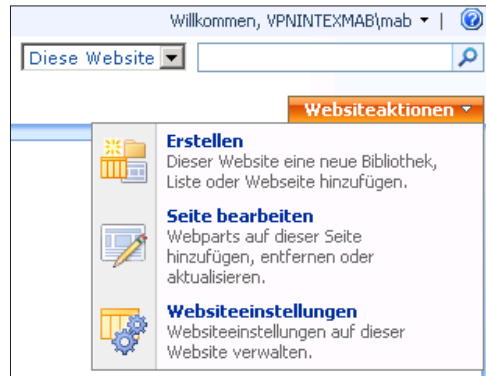 Willkommen, VPNINTEXMAB\mab
Diese Website
Websiteaktionen
Erstellen
Dieser Website eine neue Bibliothek,
Liste oder Webseite hinzufügen.
Seite bearbeiten
Webparts auf dieser Seite
hinzufügen, entfernen oder
aktualisieren.
Websiteeinstellungen
Websiteeinstellungen auf dieser
Website verwalten.